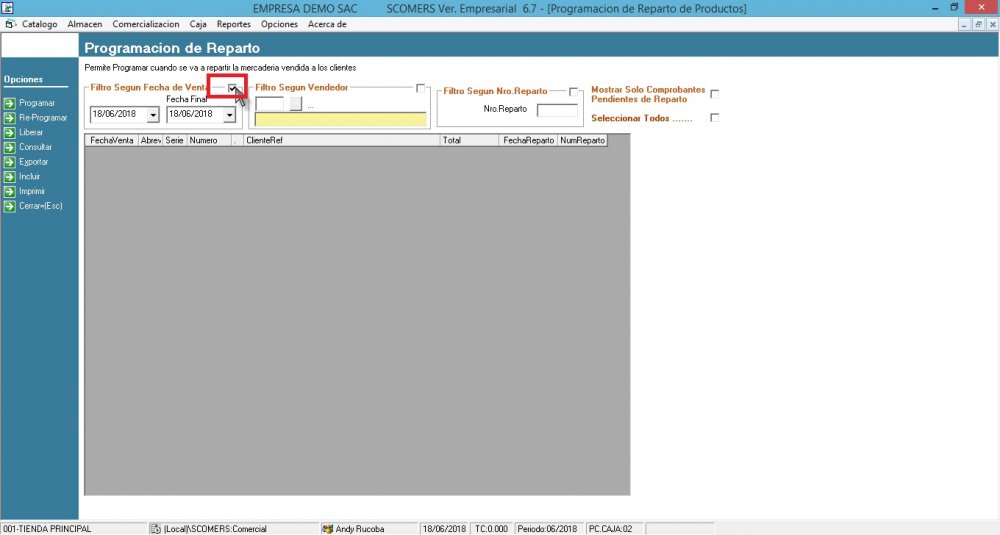 EMPRESA DEMO SAC SCOMERS Ver. Empresarial 6.7 - [Programacion de Reparto de Productos]
Catalogo Almacen Comercializacion Caja Reportes Opciones Acerca de
Programacion de Reparto
Permite Programar cuando se va a repartir la mercaderia vendida a los clientes
Opciones
Programar
Re-Programar
Liberar
Consultar
Exportar
Incluir
Imprimir
Cerrar=(Esc)
Filtro Segun Fecha de Venta
Fecha Final
18/06/2018 18/06/2018
Filtro Segun Vendedor
...
Filtro Segun Nro.Reparto
Nro.Reparto
Mostrar Solo Comprobantes
Pendientes de Reparto
Seleccionar Todos .......
FechaVenta Abrev Serie Numero . ClienteRef Total FechaReparto NumReparto
001-TIENDA PRINCIPAL (Local)\SCOMERS:Comercial Andy Rucoba 18/06/2018 TC:0.000 Periodo:06/2018 PC.CAJA:02